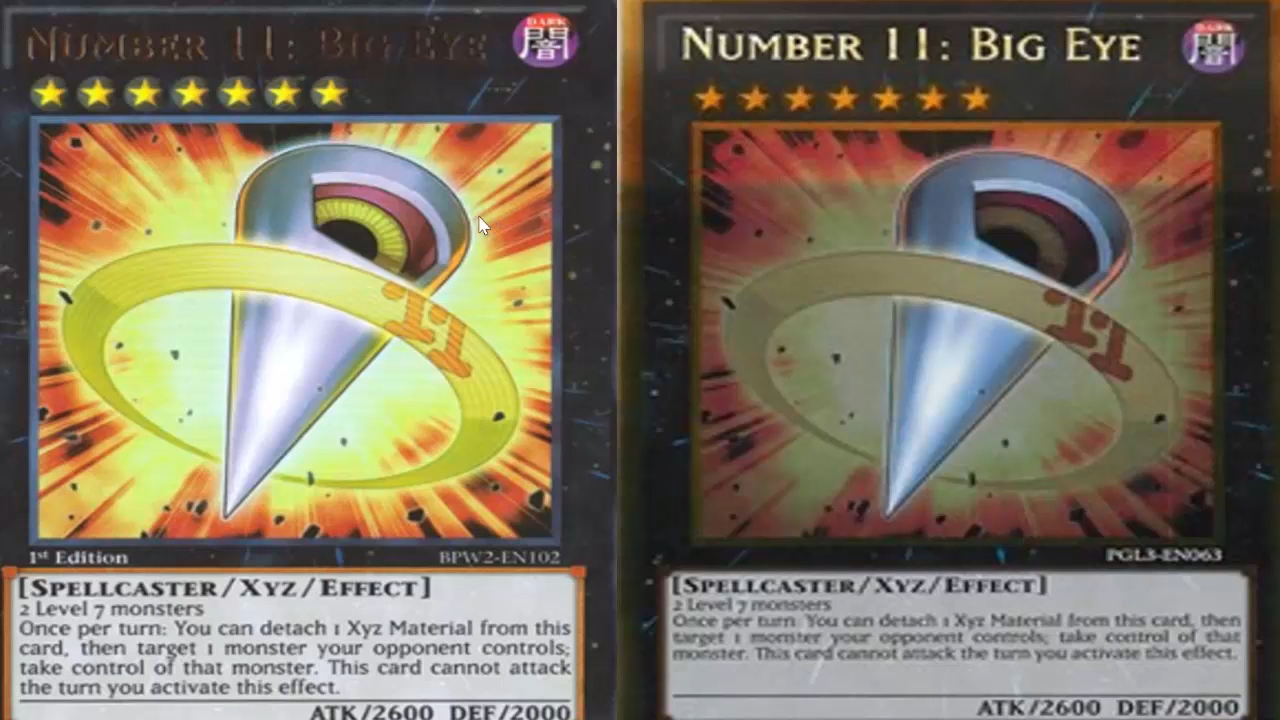 NUMBER 11: BIG EYE
DARK
闇
11
1st Edition
BPW2-EN102
[SPELLCASTER/XYZ/EFFECT]
2 Level 7 monsters
Once per turn: You can detach 1 Xyz Material from this
card, then target 1 monster your opponent controls;
take control of that monster. This card cannot attack
the turn you activate this effect.
ATK/2600 DEF/2000
NUMBER 11: BIG EYE
DARK
闇
11
PGL3-EN063
[SPELLCASTER/XYZ/EFFECT]
2 Level 7 monsters
Once per turn: You can detach 1 Xyz Material from this card, then
target 1 monster your opponent controls; take control of that
monster. This card cannot attack the turn you activate this effect.
ATK/2600 DEF/2000